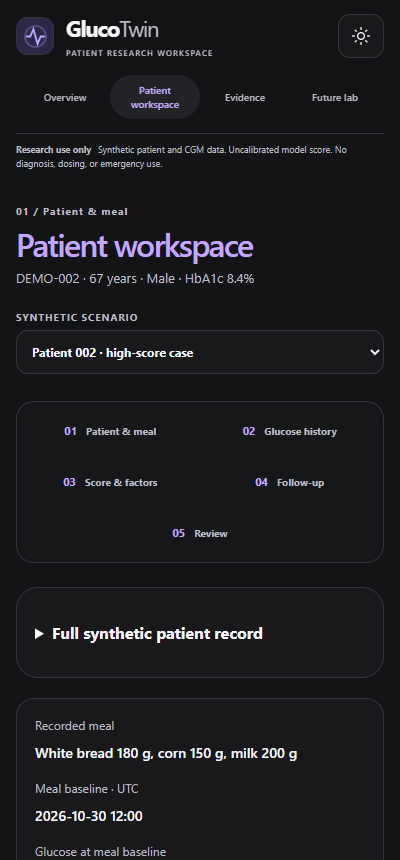 GlucoTwin
PATIENT RESEARCH WORKSPACE
Overview
Patient
workspace
Evidence
Future lab
Research use only Synthetic patient and CGM data. Uncalibrated model score. No
diagnosis, dosing, or emergency use.
01 / Patient & meal
Patient workspace
DEMO-002 · 67 years · Male · HbA1c 8.4%
SYNTHETIC SCENARIO
Patient 002 · high-score case
01 Patient & meal
02 Glucose history
03 Score & factors
04 Follow-up
05 Review
Full synthetic patient record
Recorded meal
White bread 180 g, corn 150 g, milk 200 g
Meal baseline · UTC
2026-10-30 12:00
Glucose at meal baseline